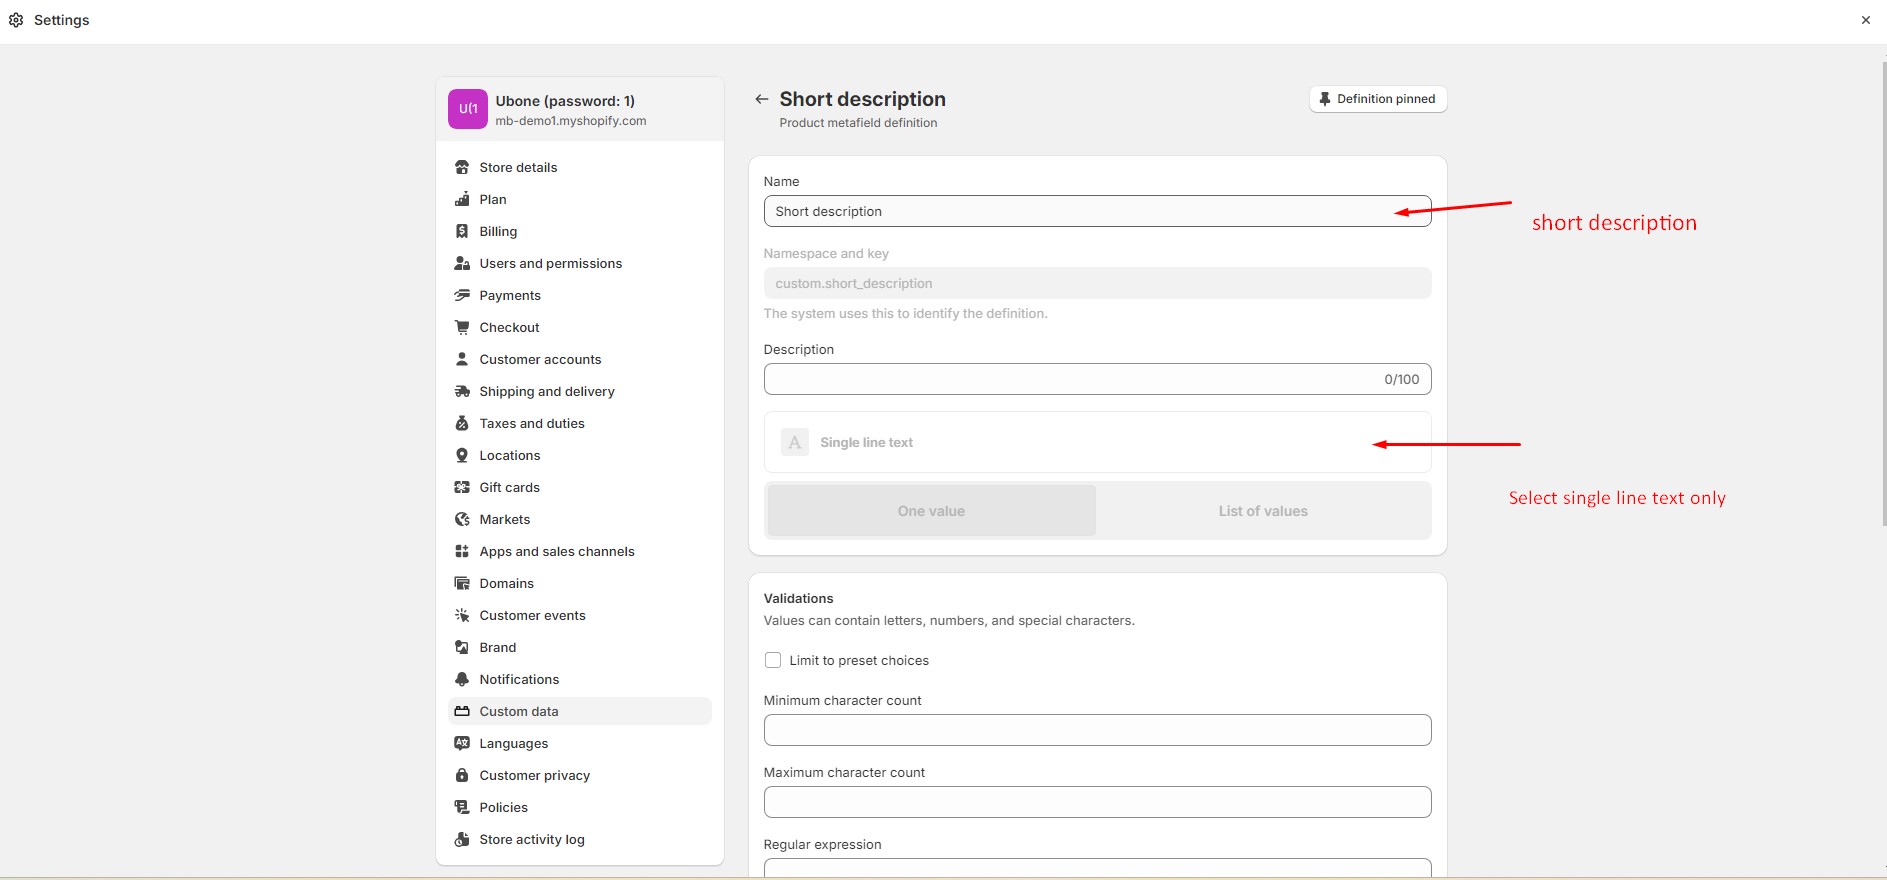 Settings
U(1
Ubone (password: 1)
mb-demo1.myshopify.com
Store details
Plan
Billing
Users and permissions
Payments
Checkout
Customer accounts
Shipping and delivery
Taxes and duties
Locations
Gift cards
Markets
Apps and sales channels
Domains
Customer events
Brand
Notifications
Custom data
Languages
Customer privacy
Policies
Store activity log
Short description
Product metafield definition
Definition pinned
Name
Short description
short description
Namespace and key
custom.short_description
The system uses this to identify the definition.
Description
0/100
A Single line text
Select single line text only
One value
List of values
Validations
Values can contain letters, numbers, and special characters.
Limit to preset choices
Minimum character count
Maximum character count
Regular expression